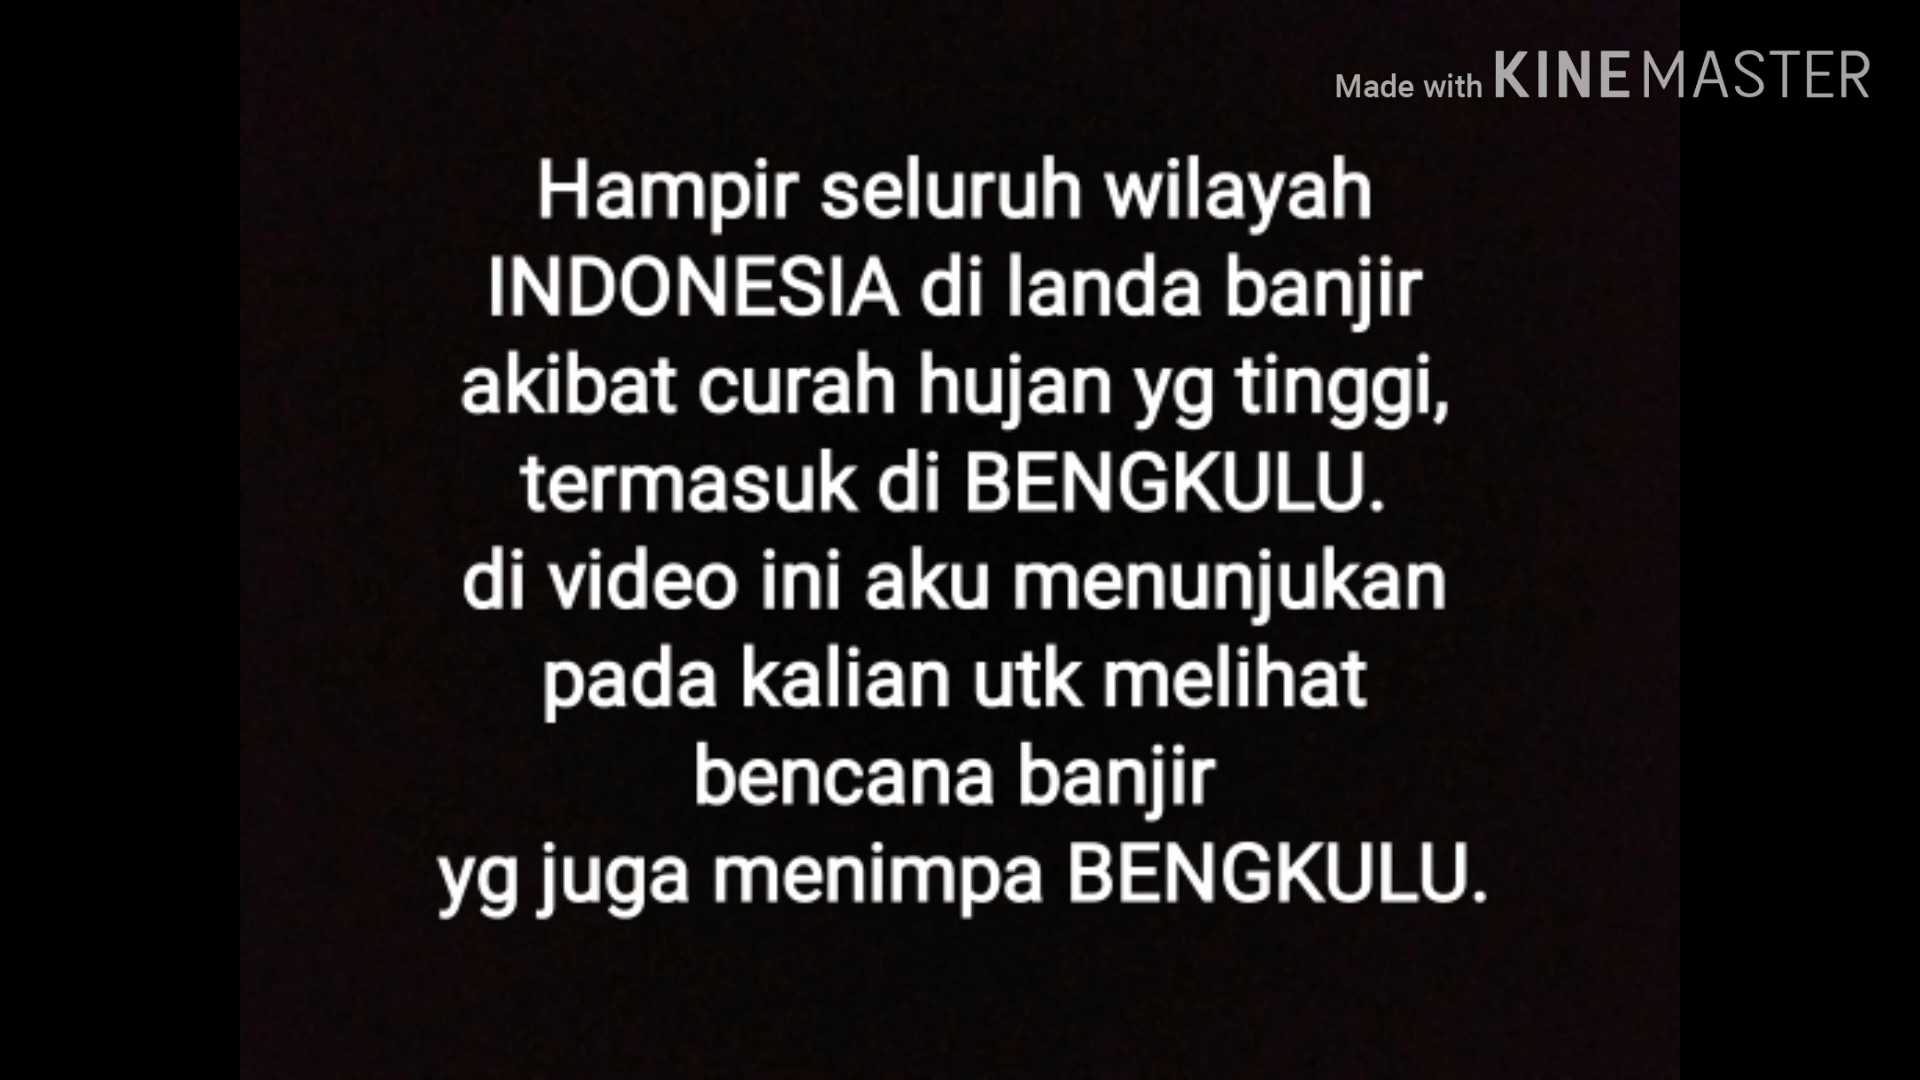 Made with KINEMASTER
Hampir seluruh wilayah
INDONESIA di landa banjir
akibat curah hujan yg tinggi,
termasuk di BENGKULU.
di video ini aku menunjukan
pada kalian utk melihat
bencana banjir
yg juga menimpa BENGKULU.